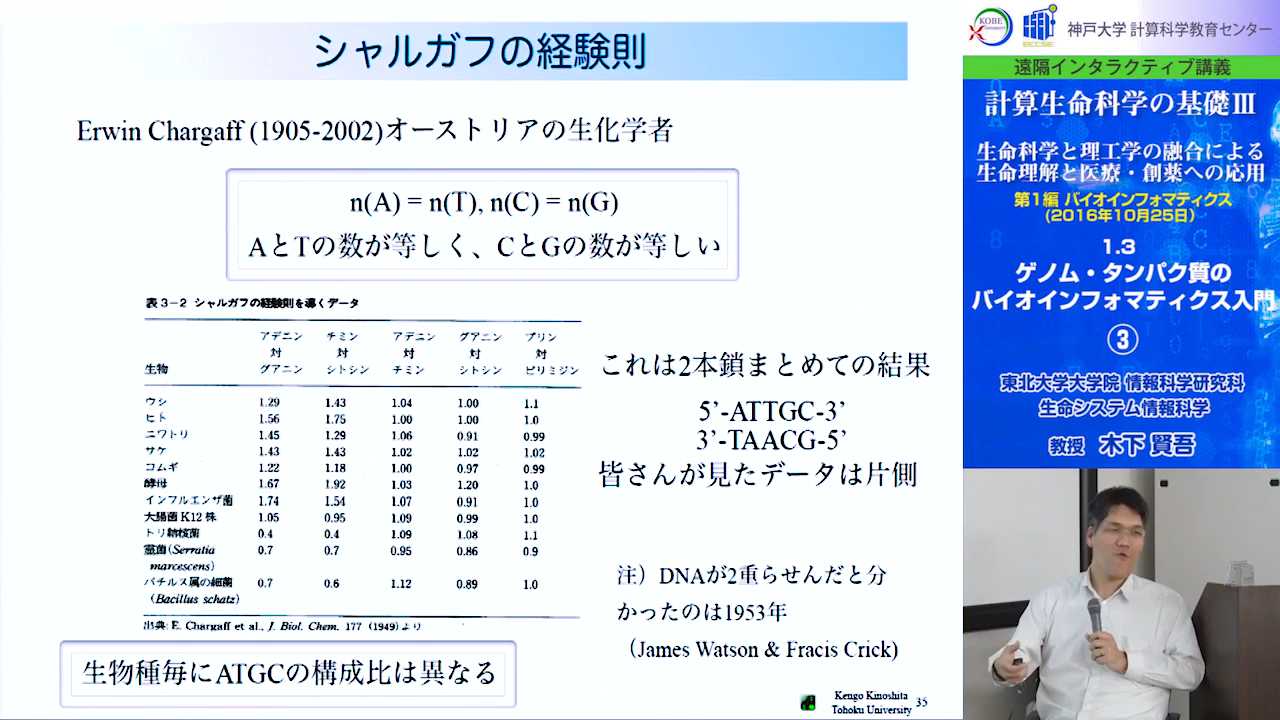 シャルガフの経験則
Erwin Chargaff (1905-2002)オーストリアの生化学者
n(A) = n(T), n(C) = n(G)
AとTの数が等しく、CとGの数が等しい
表3-2 シャルガフの経験則を導くデータ
生物 アデニン対グアニン チミン対シトシン アデニン対チミン グアニン対シトシン プリン対ピリミジン
ウシ 1.29 1.43 1.04 1.00 1.1
ヒト 1.56 1.75 1.00 1.00 1.0
ニワトリ 1.45 1.29 1.06 0.91 0.99
サケ 1.43 1.43 1.02 1.02 1.02
コムギ 1.22 1.18 1.00 0.97 0.99
酵母 1.67 1.92 1.03 1.20 1.0
インフルエンザ菌 1.74 1.54 1.07 0.91 1.0
大腸菌K12株 1.05 0.95 1.09 0.99 1.0
トリ結核菌 0.4 0.4 1.09 1.08 1.1
霊菌(Serratia 0.7 0.7 0.95 0.86 0.9
marcescens)
バチルス属の細菌 0.7 0.6 1.12 0.89 1.0
(Bacillus schatz)
出典: E. Chargaff et al., J. Biol. Chem. 177 (1949)より
これは2本鎖まとめての結果
5’-ATTGC-3’
3’-TAACG-5’
皆さんが見たデータは片側
注）DNAが2重らせんだと分
かったのは1953年
（James Watson & Fracis Crick)
生物種毎にATGCの構成比は異なる
Kengo Kinoshita
Tohoku University 35
KOBE
UNIVERSITY
ECCSE
神戸大学 計算科学教育センター
遠隔インタラクティブ講義
計算生命科学の基礎Ⅲ
生命科学と理工学の融合による
生命理解と医療・創薬への応用
第1編 バイオインフォマティクス
(2016年10月25日)
1.3
ゲノム・タンパク質の
バイオインフォマティクス入門
③
東北大学大学院 情報科学研究科
生命システム情報科学
教授 木下 賢吾